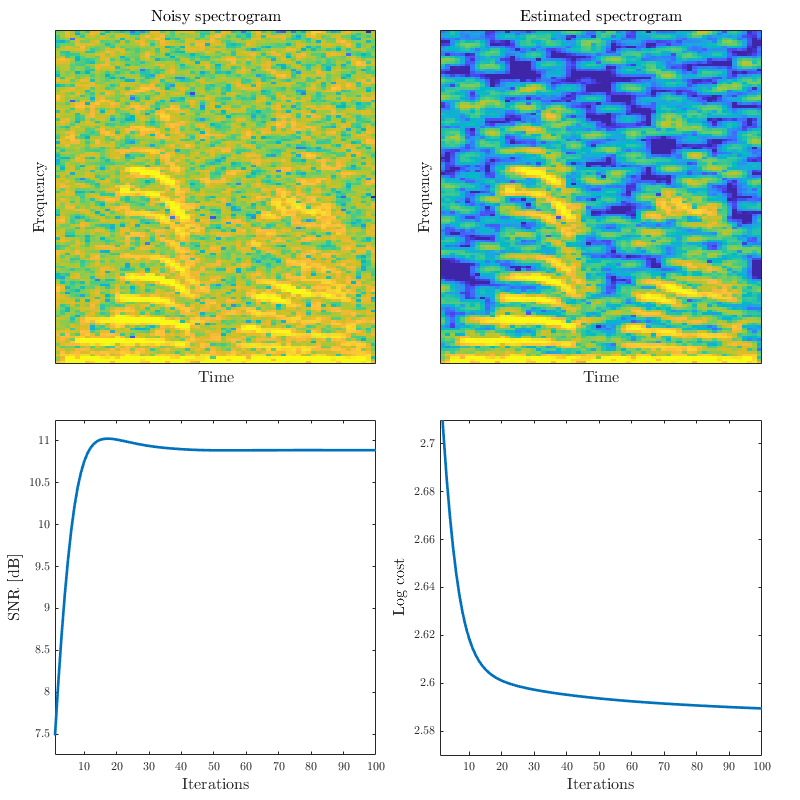 Noisy spectrogram
Estimated spectrogram
Frequency
Frequency
Time
Time
11
10.5
10
9.5
9
8.5
8
7.5
SNR [dB]
10 20 30 40 50 60 70 80 90 100
Iterations
2.7
2.68
2.66
2.64
2.62
2.6
2.58
Log cost
10 20 30 40 50 60 70 80 90 100
Iterations